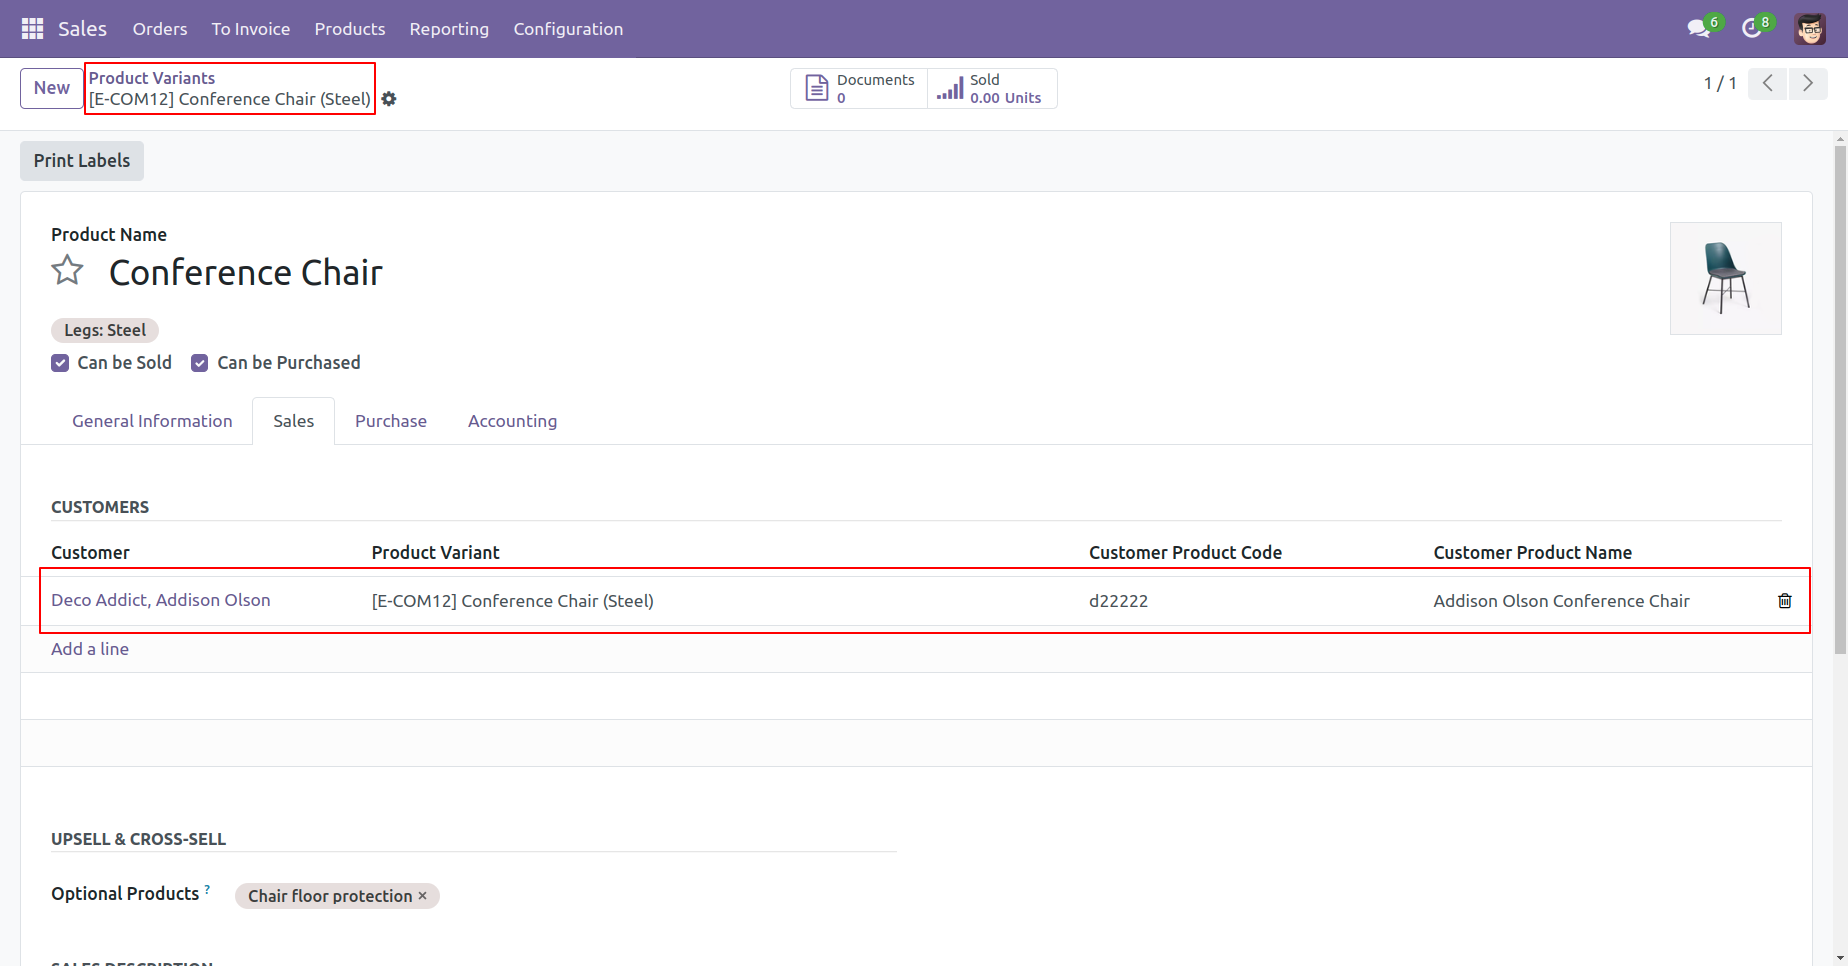 Sales Orders To Invoice Products Reporting Configuration 6 8
New
Product Variants
[E-COM12] Conference Chair (Steel)
Documents
0
Sold
0.00 Units
1 / 1
Print Labels
Product Name
Conference Chair
Legs: Steel
Can be Sold Can be Purchased
General Information Sales Purchase Accounting
CUSTOMERS
Customer Product Variant Customer Product Code Customer Product Name
Deco Addict, Addison Olson [E-COM12] Conference Chair (Steel) d22222 Addison Olson Conference Chair
Add a line
UPSELL & CROSS-SELL
Optional Products ? Chair floor protection ×
SALES DESCRIPTION